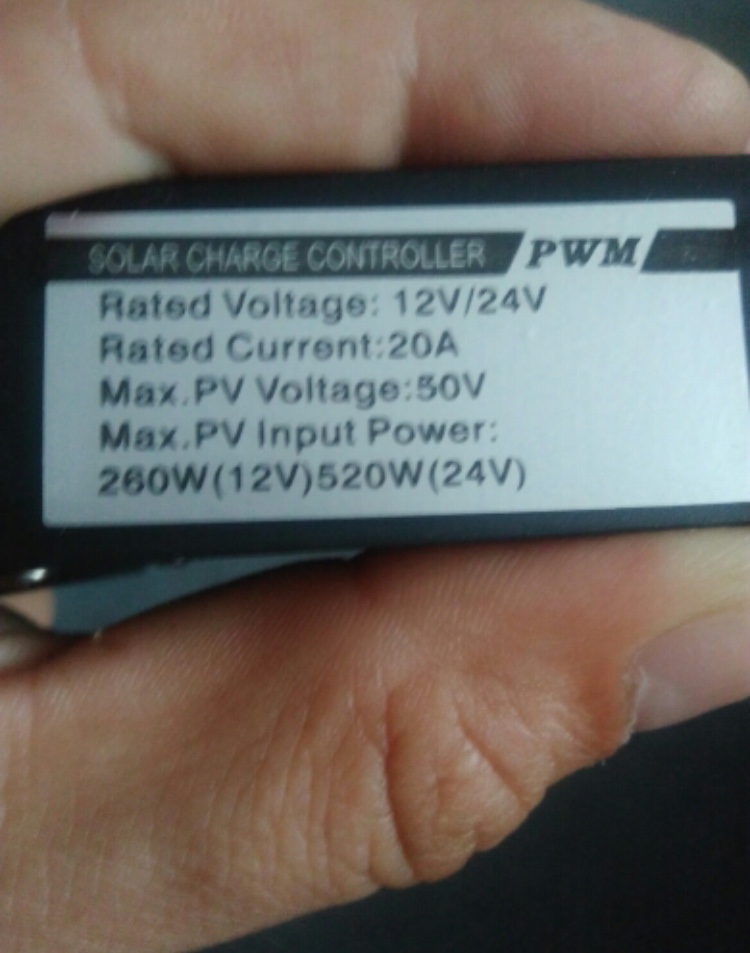 SOLAR CHARGE CONTROLLER PWM
Rated Voltage: 12V/24V
Rated Current:20A
Max.PV Voltage:50V
Max.PV Input Power:
260W(12V)520W(24V)